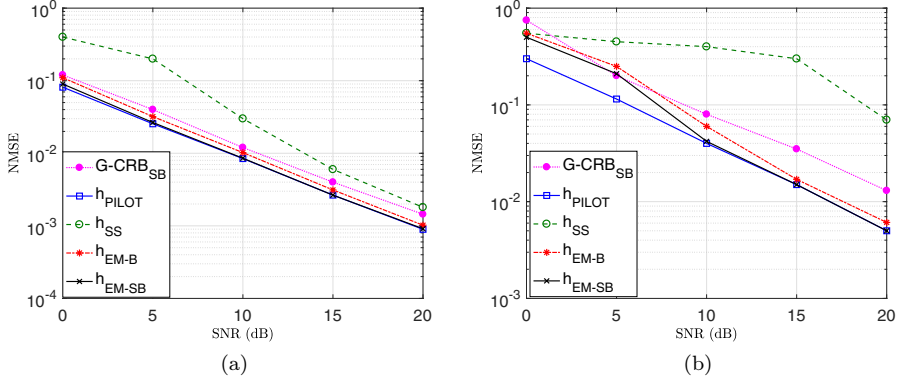 10^0
10^-1
10^-2
10^-3
10^-4
NMSE
G-CRB_SB
h_PILOT
h_SS
h_EM-B
h_EM-SB
0 5 10 15 20
SNR (dB)
(a)
10^0
10^-1
10^-2
10^-3
NMSE
G-CRB_SB
h_PILOT
h_SS
h_EM-B
h_EM-SB
0 5 10 15 20
SNR (dB)
(b)